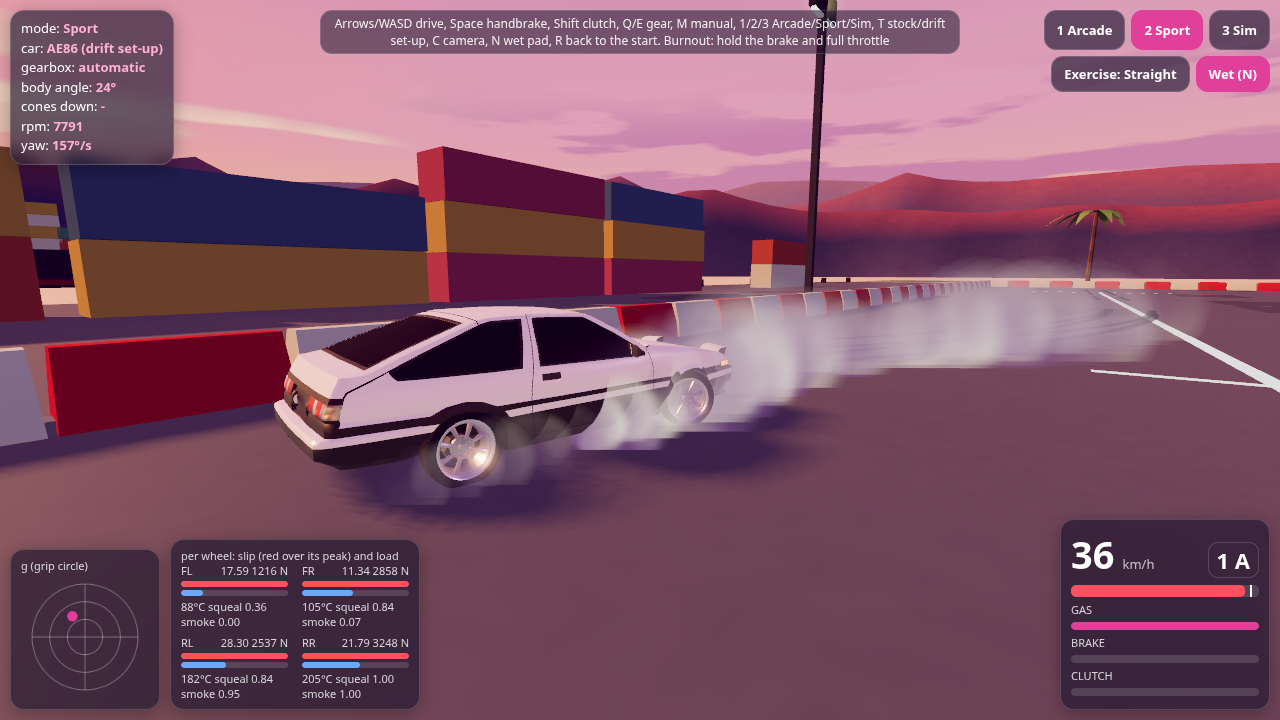 mode: Sport
car: AE86 (drift set-up)
gearbox: automatic
body angle: 24°
cones down: -
rpm: 7791
yaw: 157°/s
Arrows/WASD drive, Space handbrake, Shift clutch, Q/E gear, M manual, 1/2/3 Arcade/Sport/Sim, T stock/drift
set-up, C camera, N wet pad, R back to the start. Burnout: hold the brake and full throttle
1 Arcade
2 Sport
3 Sim
Exercise: Straight
Wet (N)
g (grip circle)
per wheel: slip (red over its peak) and load
FL 17.59 1216 N
88°C squeal 0.36
smoke 0.00
FR 11.34 2858 N
105°C squeal 0.84
smoke 0.07
RL 28.30 2537 N
182°C squeal 0.84
smoke 0.95
RR 21.79 3248 N
205°C squeal 1.00
smoke 1.00
36 km/h
1 A
GAS
BRAKE
CLUTCH